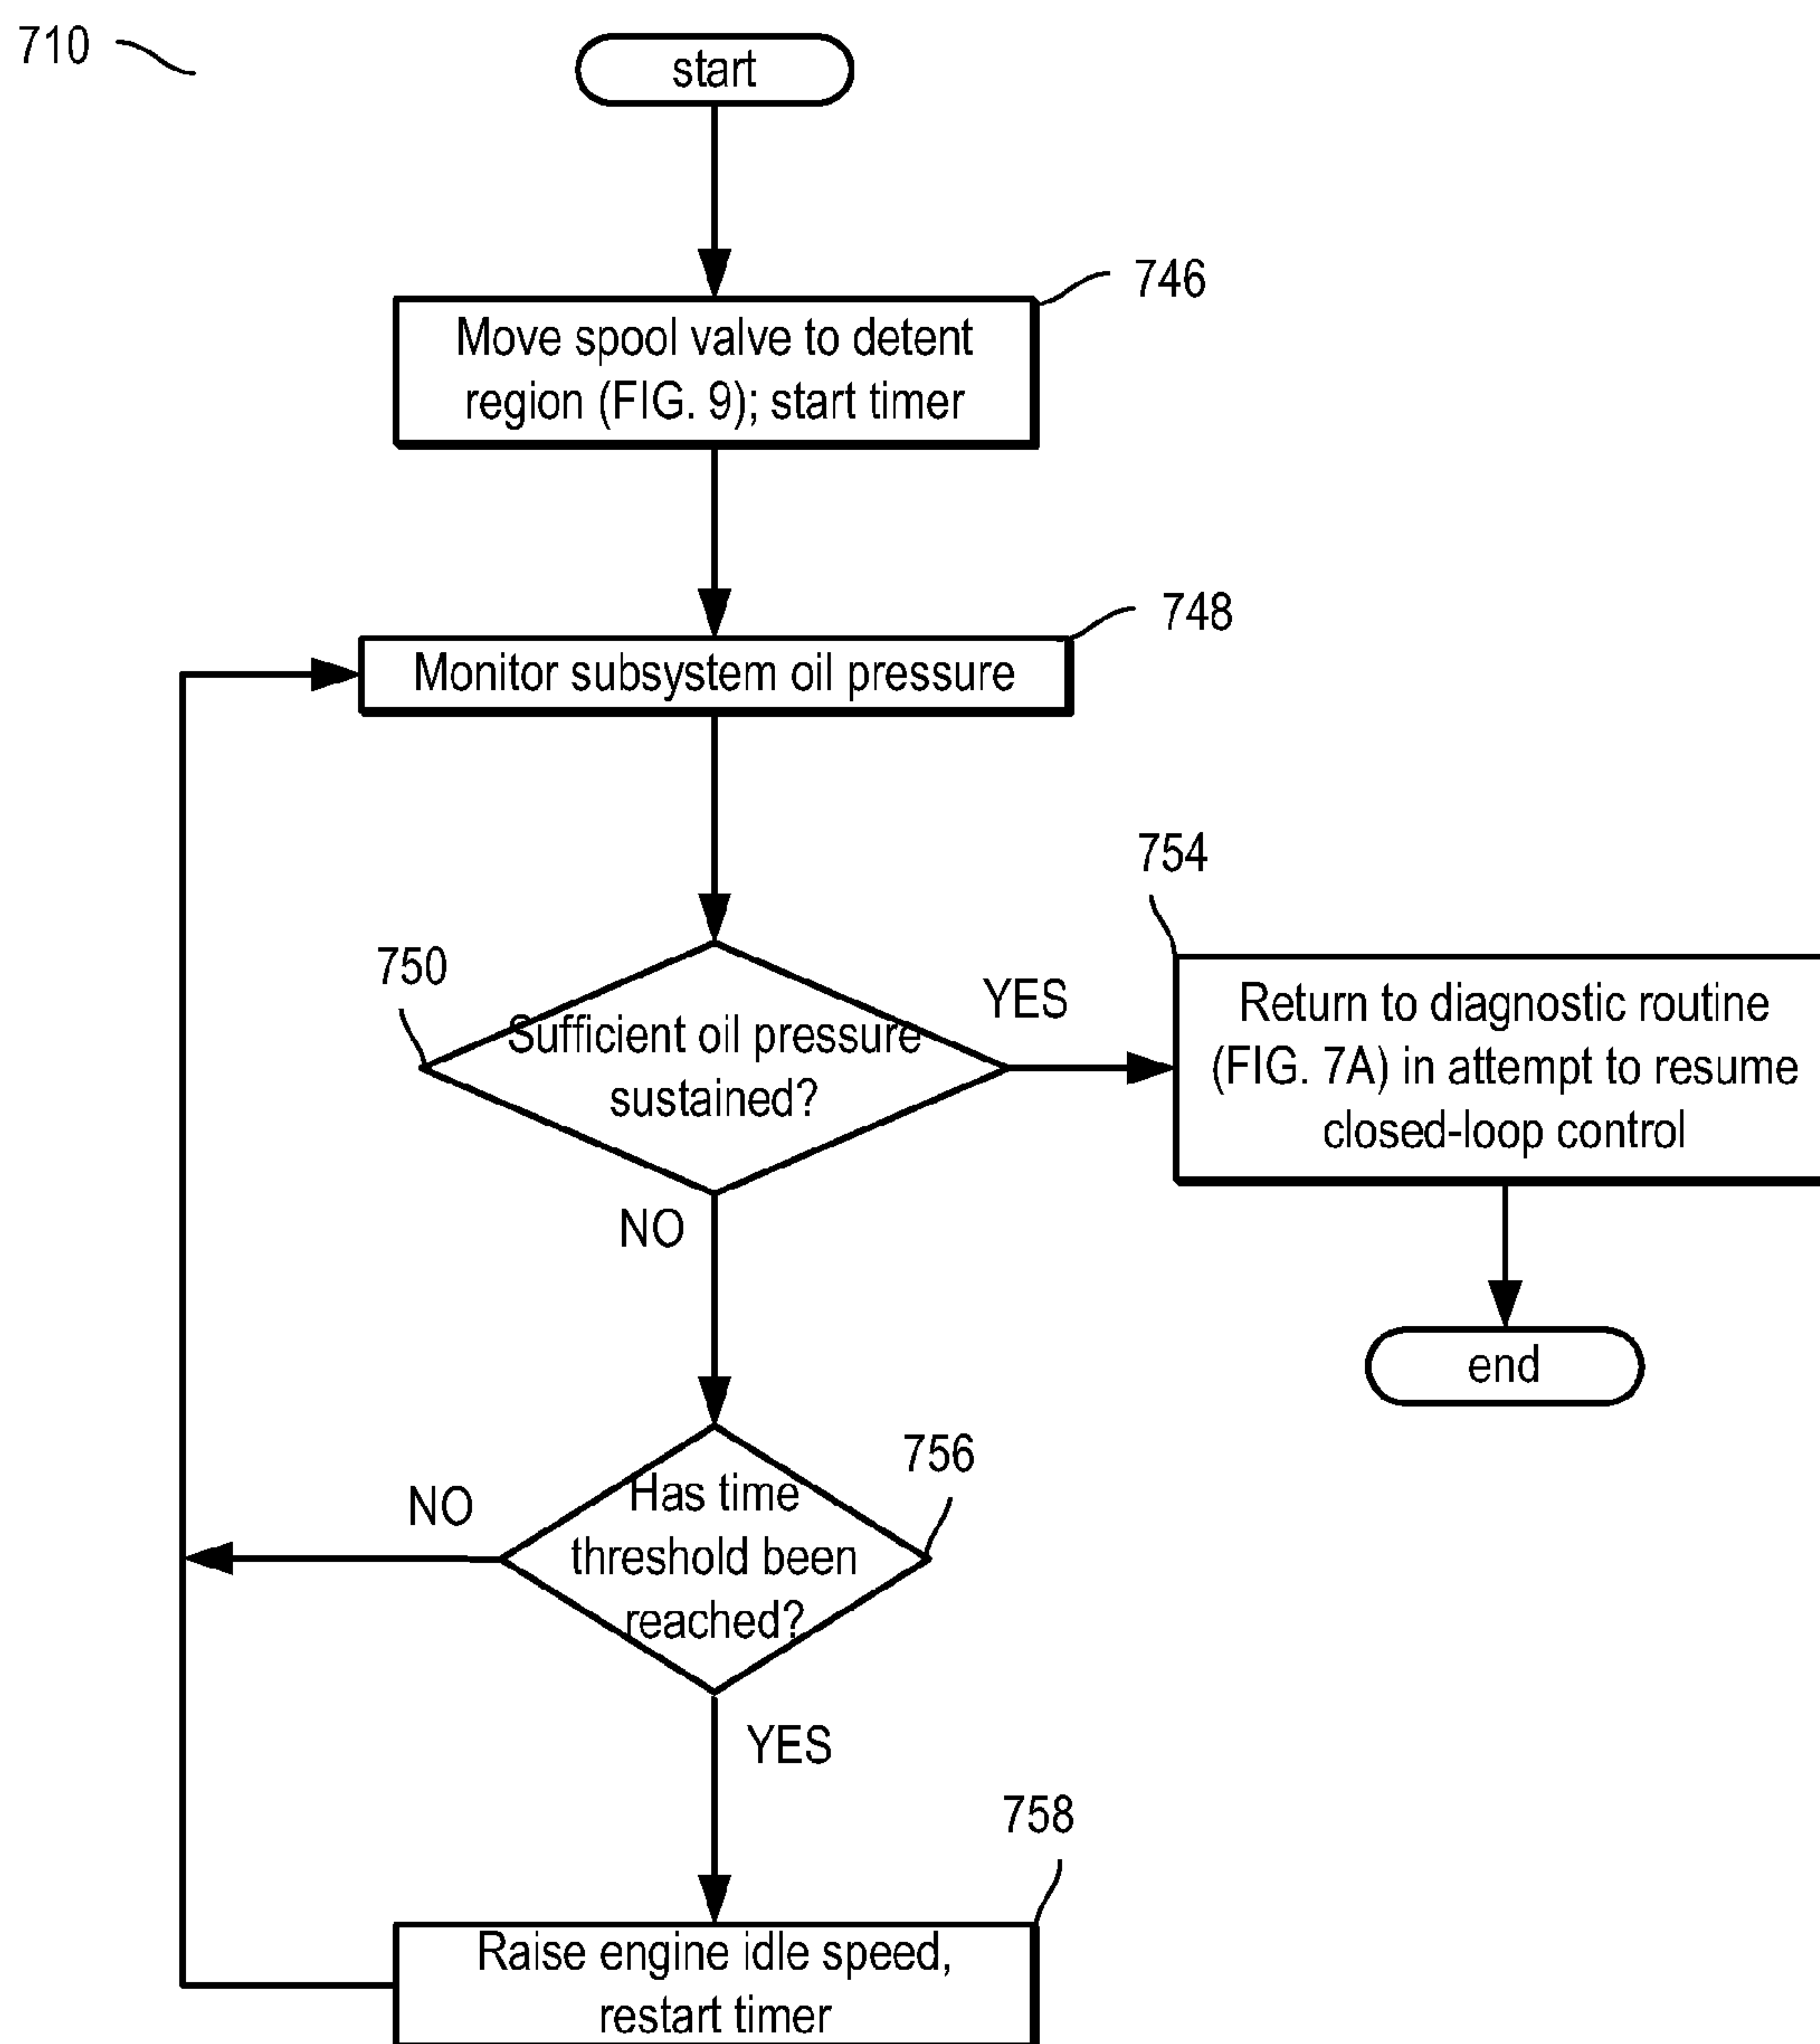 710
start
746
Move spool valve to detent
region (FIG. 9); start timer
748
Monitor subsystem oil pressure
754
750
YES
Sufficient oil pressure
sustained?
Return to diagnostic routine
(FIG. 7A) in attempt to resume
closed-loop control
NO
end
756
NO
Has time
threshold been
reached?
YES
758
Raise engine idle speed,
restart timer